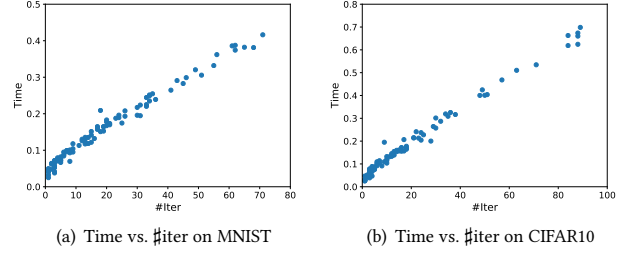 0.5
0.4
0.3
0.2
0.1
0.0
Time
0 10 20 30 40 50 60 70 80
#Iter
(a) Time vs. ♯iter on MNIST
0.8
0.7
0.6
0.5
0.4
0.3
0.2
0.1
0.0
Time
0 20 40 60 80 100
#Iter
(b) Time vs. ♯iter on CIFAR10